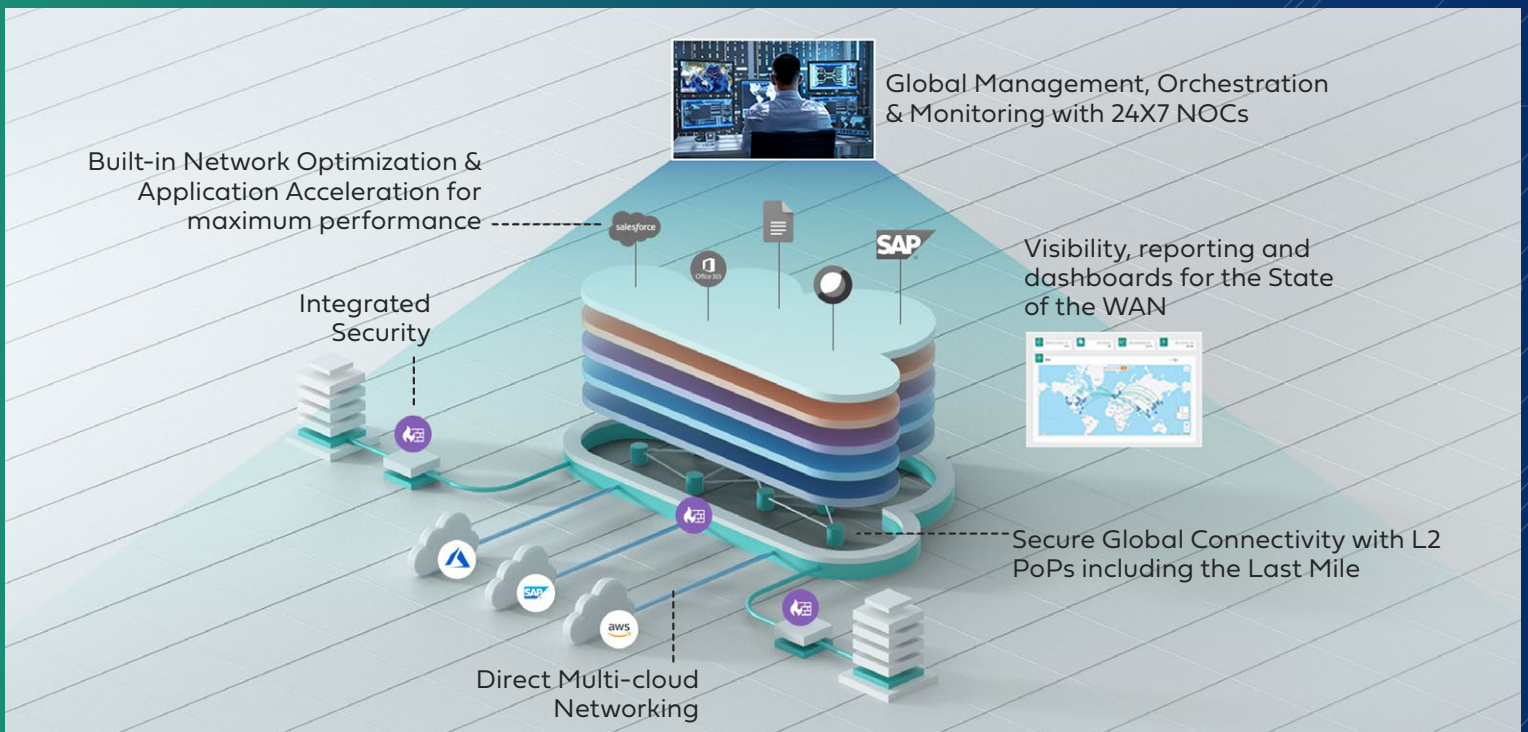 Global Management, Orchestration
& Monitoring with 24X7 NOCs
Built-in Network Optimization &
Application Acceleration for
maximum performance
salesforce
Office 365
SAP
Integrated
Security
Visibility, reporting and
dashboards for the State
of the WAN
SAP
aws
Secure Global Connectivity with L2
PoPs including the Last Mile
Direct Multi-cloud
Networking